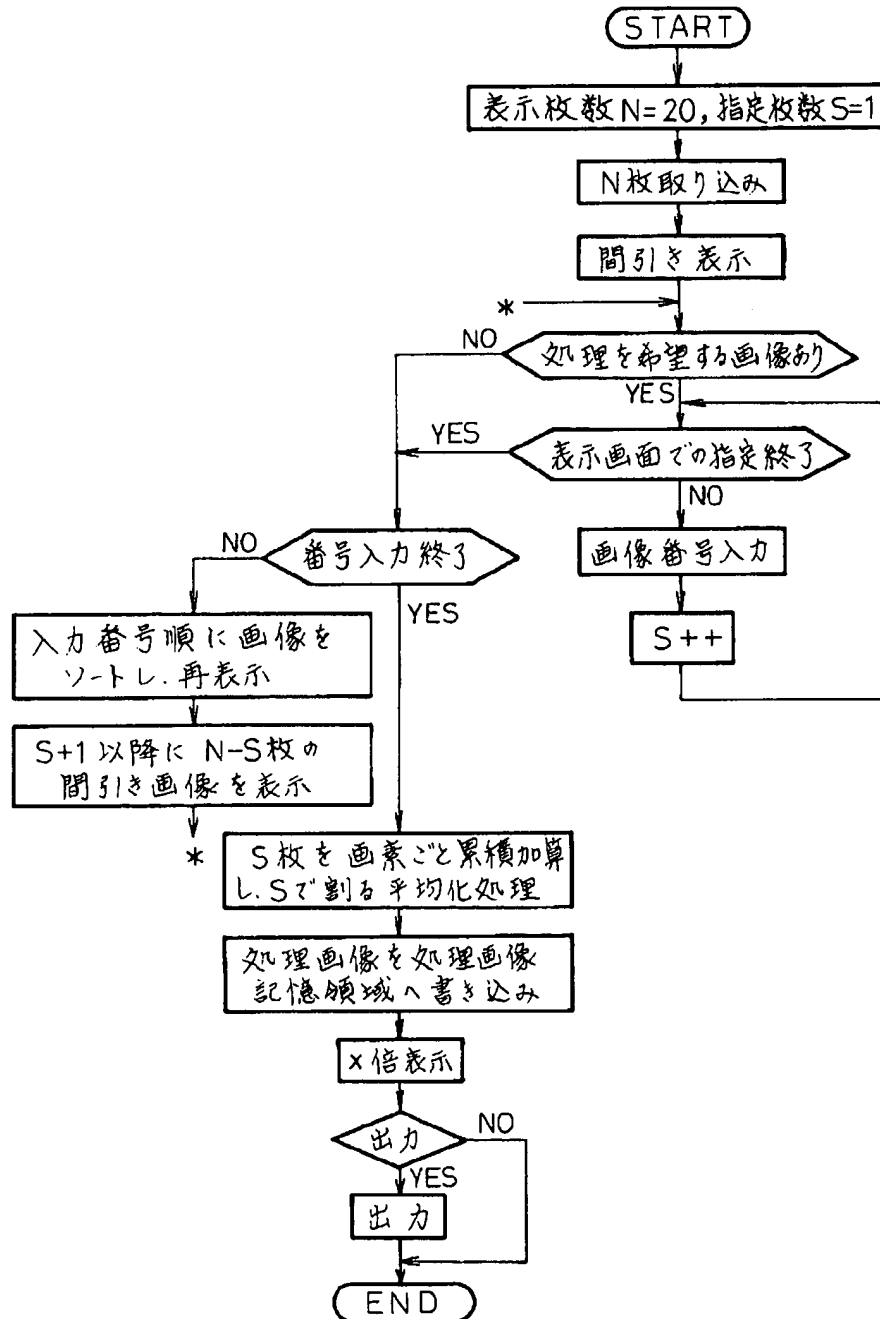 START
表示枚数N=20,指定枚数S=1
N枚取り込み
間引き表示
*
処理を希望する画像あり
NO
YES
表示画面での指定終了
YES
NO
画像番号入力
S++
番号入力終了
NO
YES
入力番号順に画像を
ソートし.再表示
S+1以降にN-S枚の
間引き画像を表示
*
S枚を画素ごと累積加算
し.Sで割る平均化処理
処理画像を処理画像
記憶領域へ書き込み
x倍表示
出力
NO
YES
出力
END